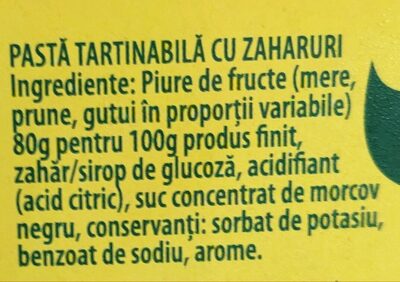 PASTĂ TARTINABILĂ CU ZAHARURI
Ingrediente: Piure de fructe (mere,
prune, gutui în proporții variabile)
80g pentru 100g produs finit,
zahăr/sirop de glucoză, acidifiant
(acid citric), suc concentrat de morcov
negru, conservanți: sorbat de potasiu,
benzoat de sodiu, arome.